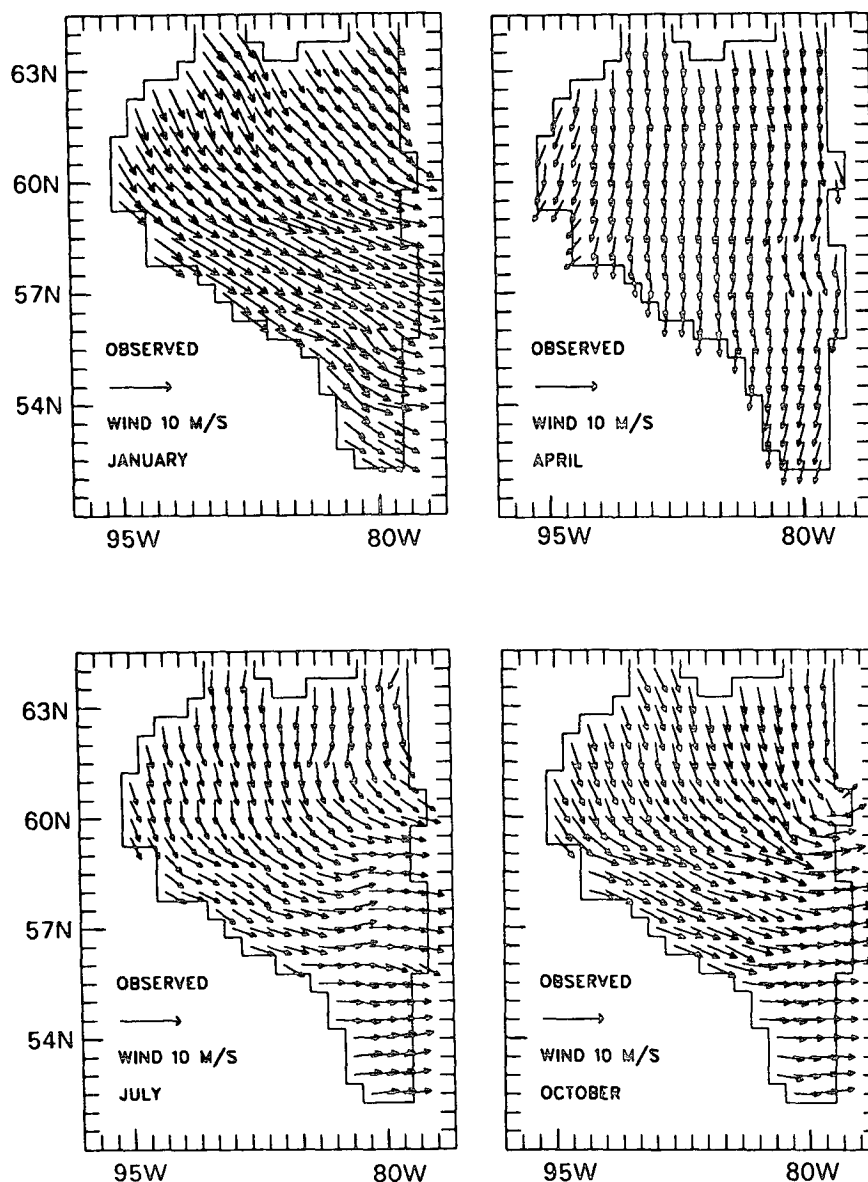 63N
60N
57N
54N
OBSERVED
WIND 10 M/S
JANUARY
95W
80W
OBSERVED
WIND 10 M/S
APRIL
95W
80W
63N
60N
57N
54N
OBSERVED
WIND 10 M/S
JULY
95W
80W
OBSERVED
WIND 10 M/S
OCTOBER
95W
80W